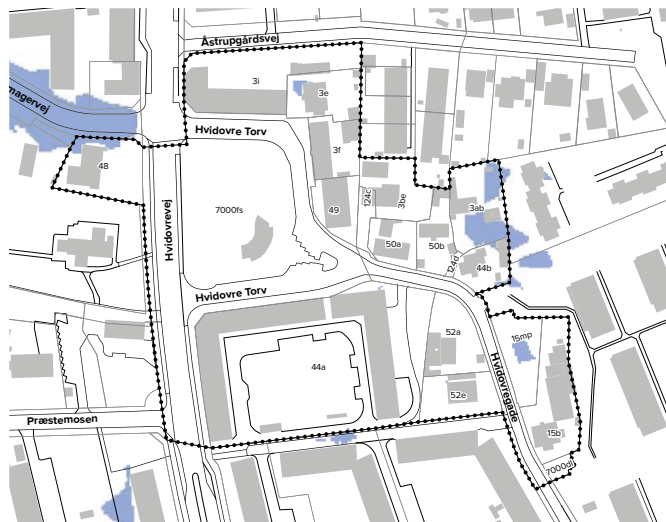 Åstrupgårdsvej
3i
3e
magervej
Hvidovre Torv
3f
48
124c
3be
7000fs
49
3ab
Hvidovrevej
50a
50b
124d
44b
Hvidovre Torv
52a
15mp
44a
Hvidovregade
52e
Præstemosen
15b
7000dl